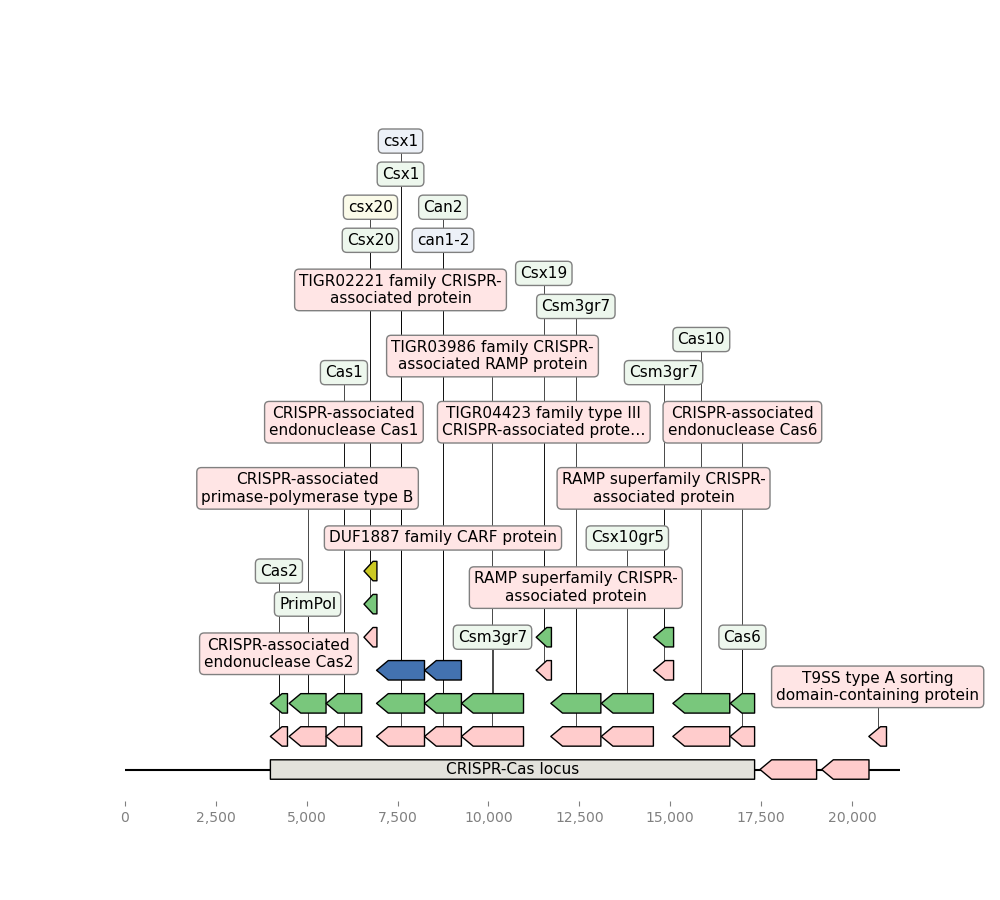 csx1
Csx1
csx20
Can2
Csx20
can1-2
Csx19
TIGR02221 family CRISPR-
associated protein
Csm3gr7
Cas10
TIGR03986 family CRISPR-
associated RAMP protein
Cas1
Csm3gr7
CRISPR-associated
endonuclease Cas1
TIGR04423 family type III
CRISPR-associated prote...
CRISPR-associated
endonuclease Cas6
CRISPR-associated
primase-polymerase type B
RAMP superfamily CRISPR-
associated protein
DUF1887 family CARF protein
Csx10gr5
Cas2
RAMP superfamily CRISPR-
associated protein
PrimPol
CRISPR-associated
endonuclease Cas2
Csm3gr7
Cas6
T9SS type A sorting
domain-containing protein
CRISPR-Cas locus
0
2,500
5,000
7,500
10,000
12,500
15,000
17,500
20,000